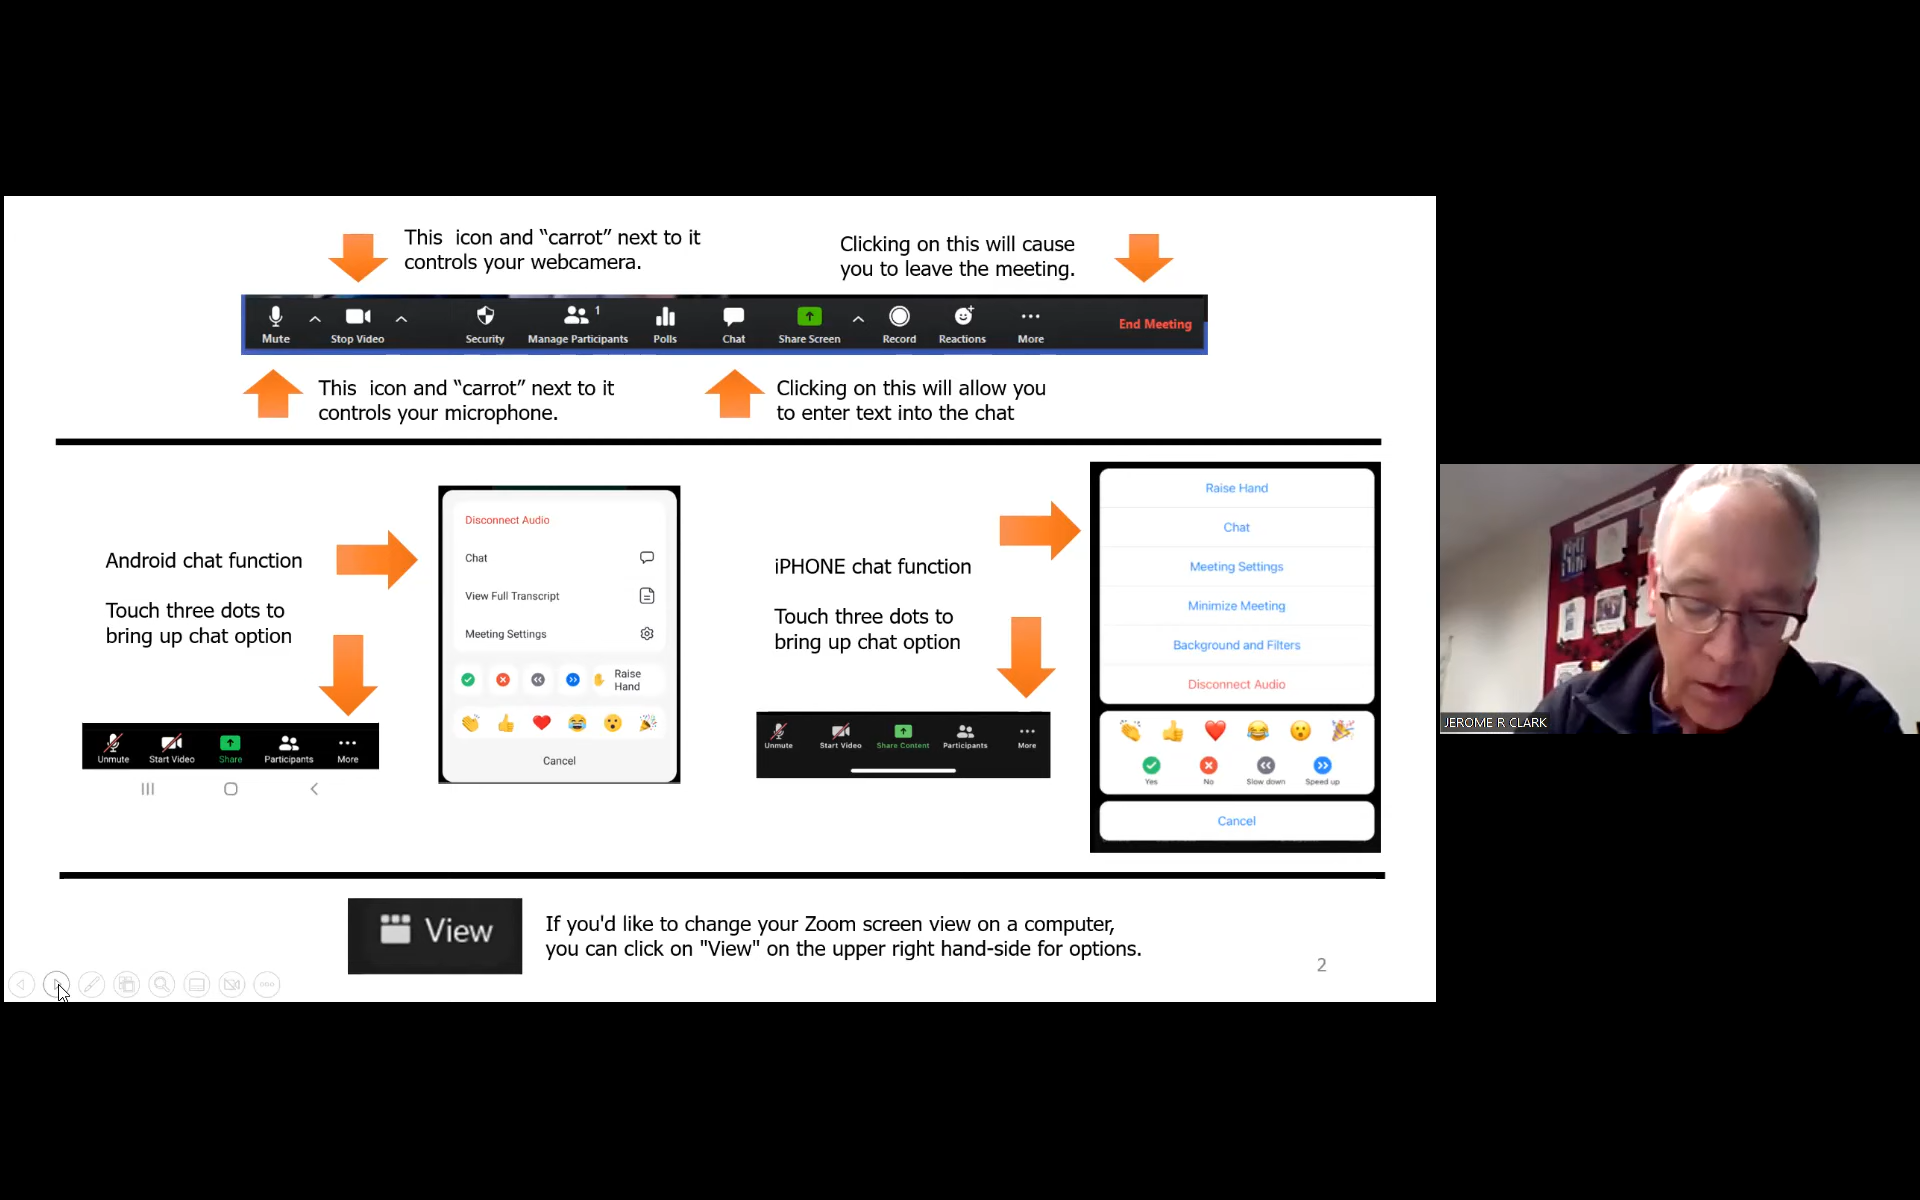 This  icon and “carrot” next to it
controls your webcamera.
Clicking on this will cause
you to leave the meeting.
Mute
Stop Video
Security
1
Manage Participants
Polls
Chat
Share Screen
Record
Reactions
More
End Meeting
This  icon and “carrot” next to it
controls your microphone.
Clicking on this will allow you
to enter text into the chat
Android chat function
Touch three dots to
bring up chat option
Unmute
Start Video
Share
Participants
More
Disconnect Audio
Chat
View Full Transcript
Meeting Settings
Raise
Hand
Cancel
iPHONE chat function
Touch three dots to
bring up chat option
Unmute
Start Video
Share Content
Participants
More
Raise Hand
Chat
Meeting Settings
Minimize Meeting
Background and Filters
Disconnect Audio
Yes
No
Slow down
Speed up
Cancel
JEROME R CLARK
View
If you'd like to change your Zoom screen view on a computer,
you can click on "View" on the upper right hand-side for options.
2